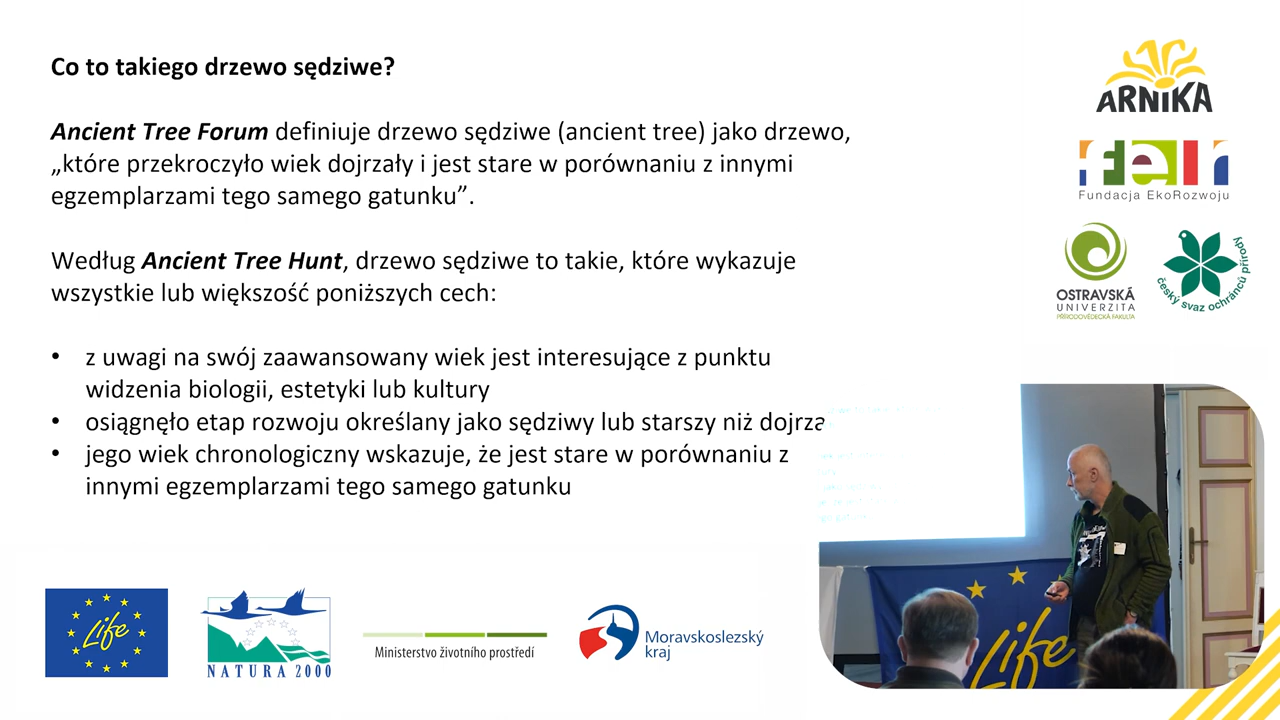 Co to takiego drzewo sędziwe?
Ancient Tree Forum definiuje drzewo sędziwe (ancient tree) jako drzewo,
„które przekroczyło wiek dojrzały i jest stare w porównaniu z innymi
egzemplarzami tego samego gatunku”.
Według Ancient Tree Hunt, drzewo sędziwe to takie, które wykazuje
wszystkie lub większość poniższych cech:
• z uwagi na swój zaawansowany wiek jest interesujące z punktu
widzenia biologii, estetyki lub kultury
• osiągnęło etap rozwoju określany jako sędziwy lub starszy niż dojrza
• jego wiek chronologiczny wskazuje, że jest stare w porównaniu z
innymi egzemplarzami tego samego gatunku
ARNIKA
feir
Fundacja EkoRozwoju
OSTRAVSKÁ
UNIVERZITA
PŘÍRODOVĚDECKÁ FAKULTA
český svaz ochránců přírody
Life
NATURA 2000
Ministerstvo životního prostředí
Moravskoslezský
kraj
Life